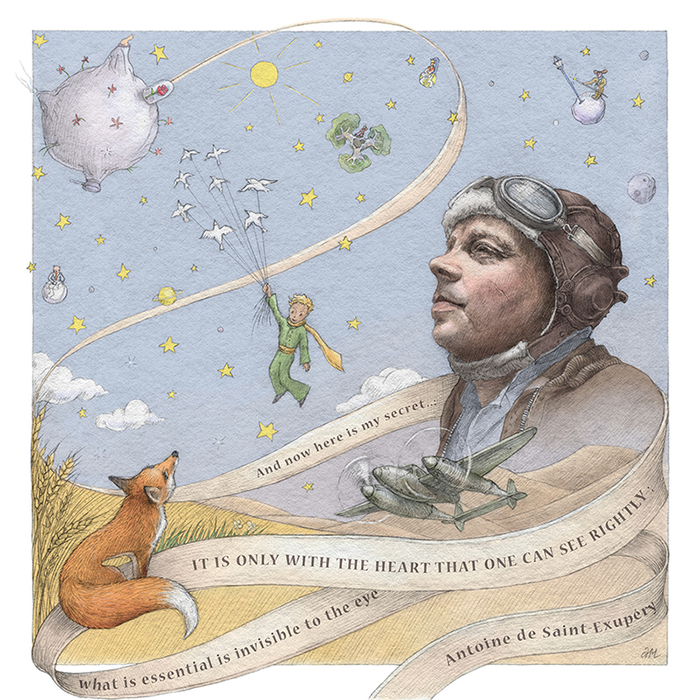 And now here is my secret...:
IT IS ONLY WITH THE HEART THAT ONE CAN SEE RIGHTLY;
what is essential is invisible to the eye
Antoine de Saint-Exupéry